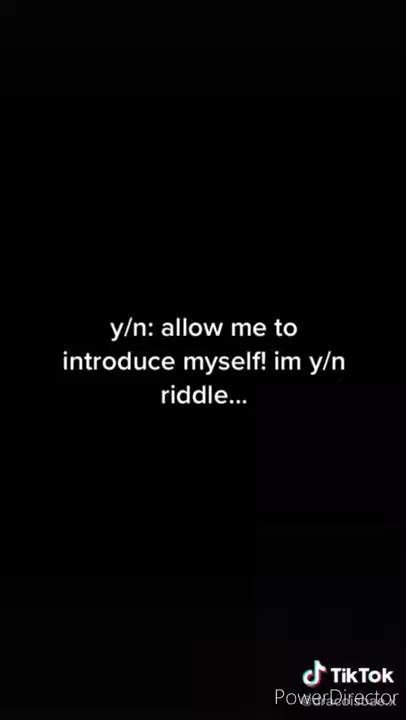 y/n: allow me to
introduce myself! im y/n
riddle...
TikTok
PowerDirector